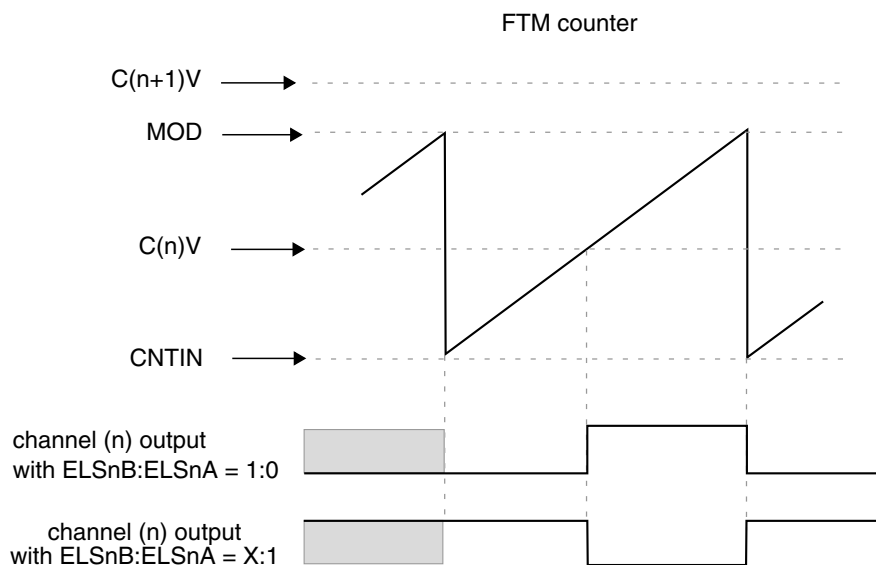 FTM counter
C(n+1)V
MOD
C(n)V
CNTIN
channel (n) output
with ELSnB:ELSnA = 1:0
channel (n) output
with ELSnB:ELSnA = X:1